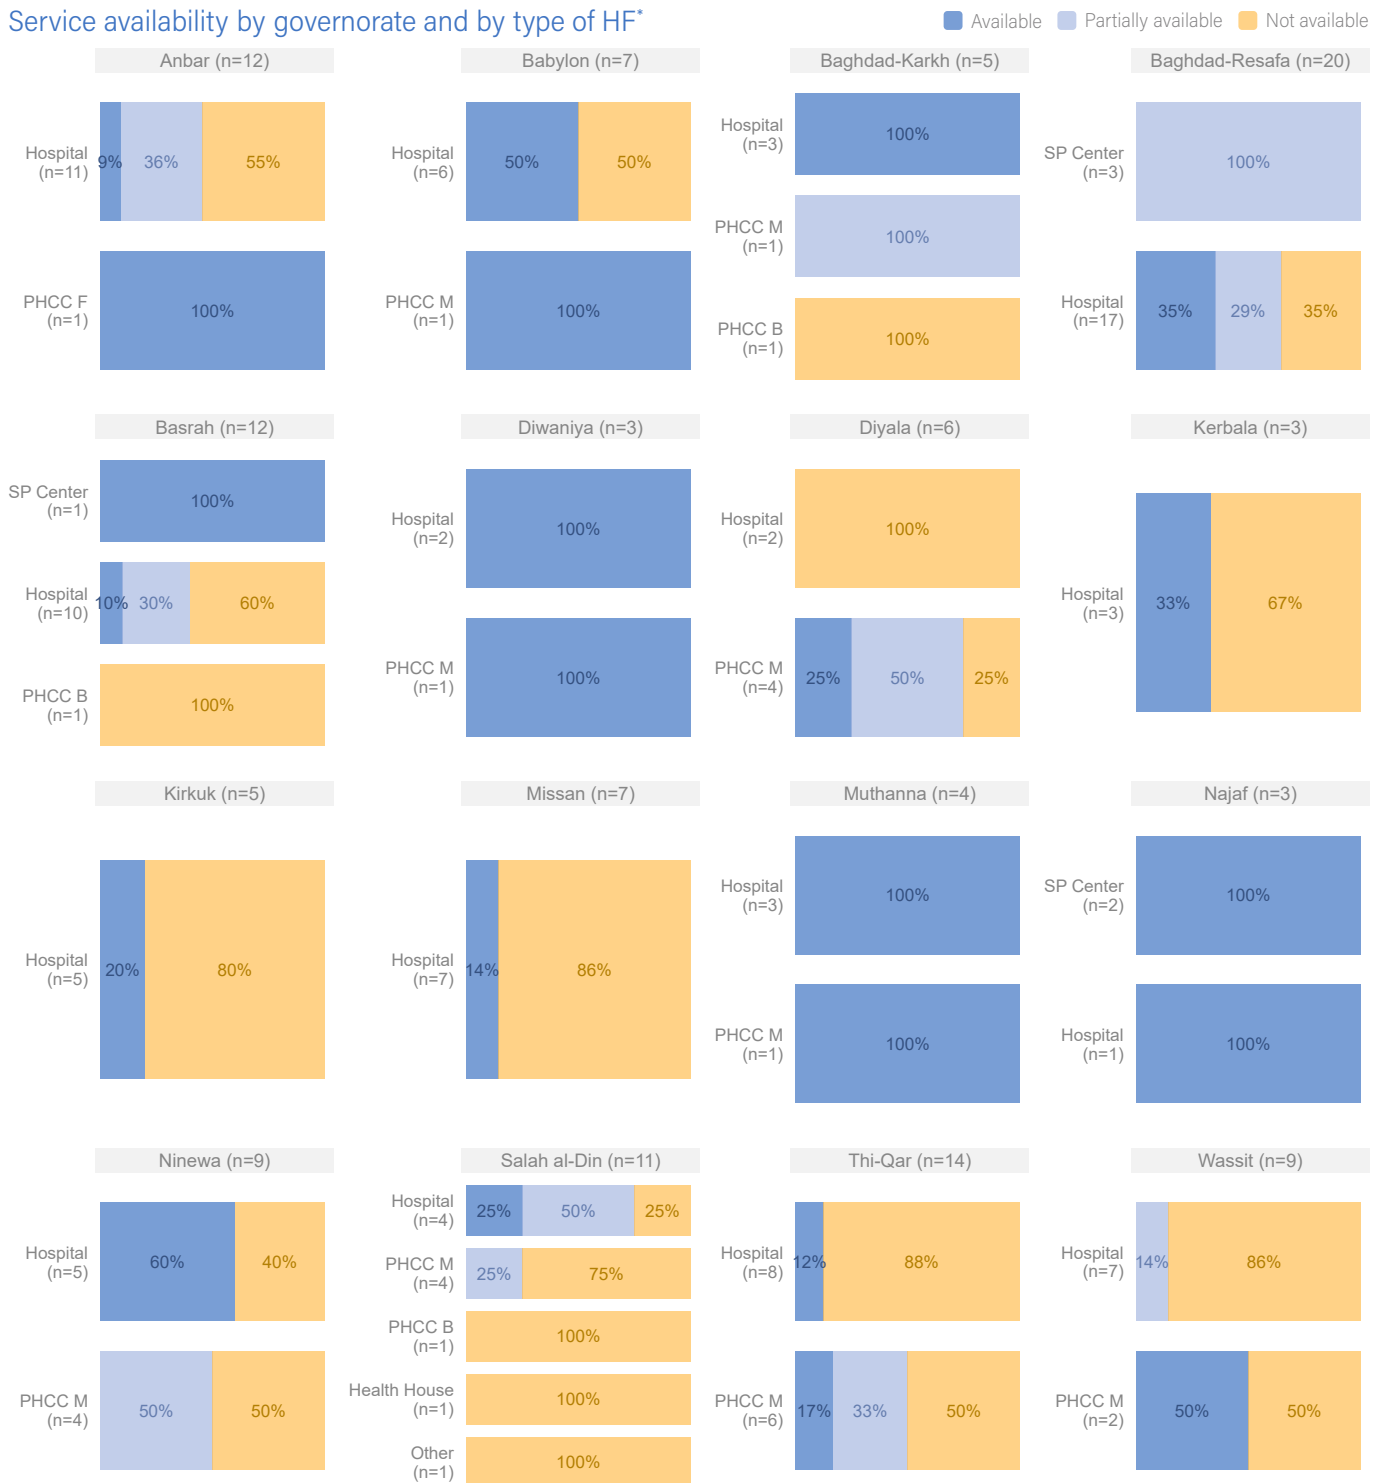 Service availability by governorate and by type of HF*
Available Partially available Not available
Anbar (n=12)
Hospital
(n=11)
9% 36% 55%
PHCC F
(n=1)
100%
Babylon (n=7)
Hospital
(n=6)
50% 50%
PHCC M
(n=1)
100%
Baghdad-Karkh (n=5)
Hospital
(n=3)
100%
PHCC M
(n=1)
100%
PHCC B
(n=1)
100%
Baghdad-Resafa (n=20)
SP Center
(n=3)
100%
Hospital
(n=17)
35% 29% 35%
Basrah (n=12)
SP Center
(n=1)
100%
Hospital
(n=10)
10% 30% 60%
PHCC B
(n=1)
100%
Diwaniya (n=3)
Hospital
(n=2)
100%
PHCC M
(n=1)
100%
Diyala (n=6)
Hospital
(n=2)
100%
PHCC M
(n=4)
25% 50% 25%
Kerbala (n=3)
Hospital
(n=3)
33% 67%
Kirkuk (n=5)
Hospital
(n=5)
20% 80%
Missan (n=7)
Hospital
(n=7)
14% 86%
Muthanna (n=4)
Hospital
(n=3)
100%
PHCC M
(n=1)
100%
Najaf (n=3)
SP Center
(n=2)
100%
Hospital
(n=1)
100%
Ninewa (n=9)
Hospital
(n=5)
60% 40%
PHCC M
(n=4)
50% 50%
Salah al-Din (n=11)
Hospital
(n=4)
25% 50% 25%
PHCC M
(n=4)
25% 75%
PHCC B
(n=1)
100%
Health House
(n=1)
100%
Other
(n=1)
100%
Thi-Qar (n=14)
Hospital
(n=8)
12% 88%
PHCC M
(n=6)
17% 33% 50%
Wassit (n=9)
Hospital
(n=7)
14% 86%
PHCC M
(n=2)
50% 50%